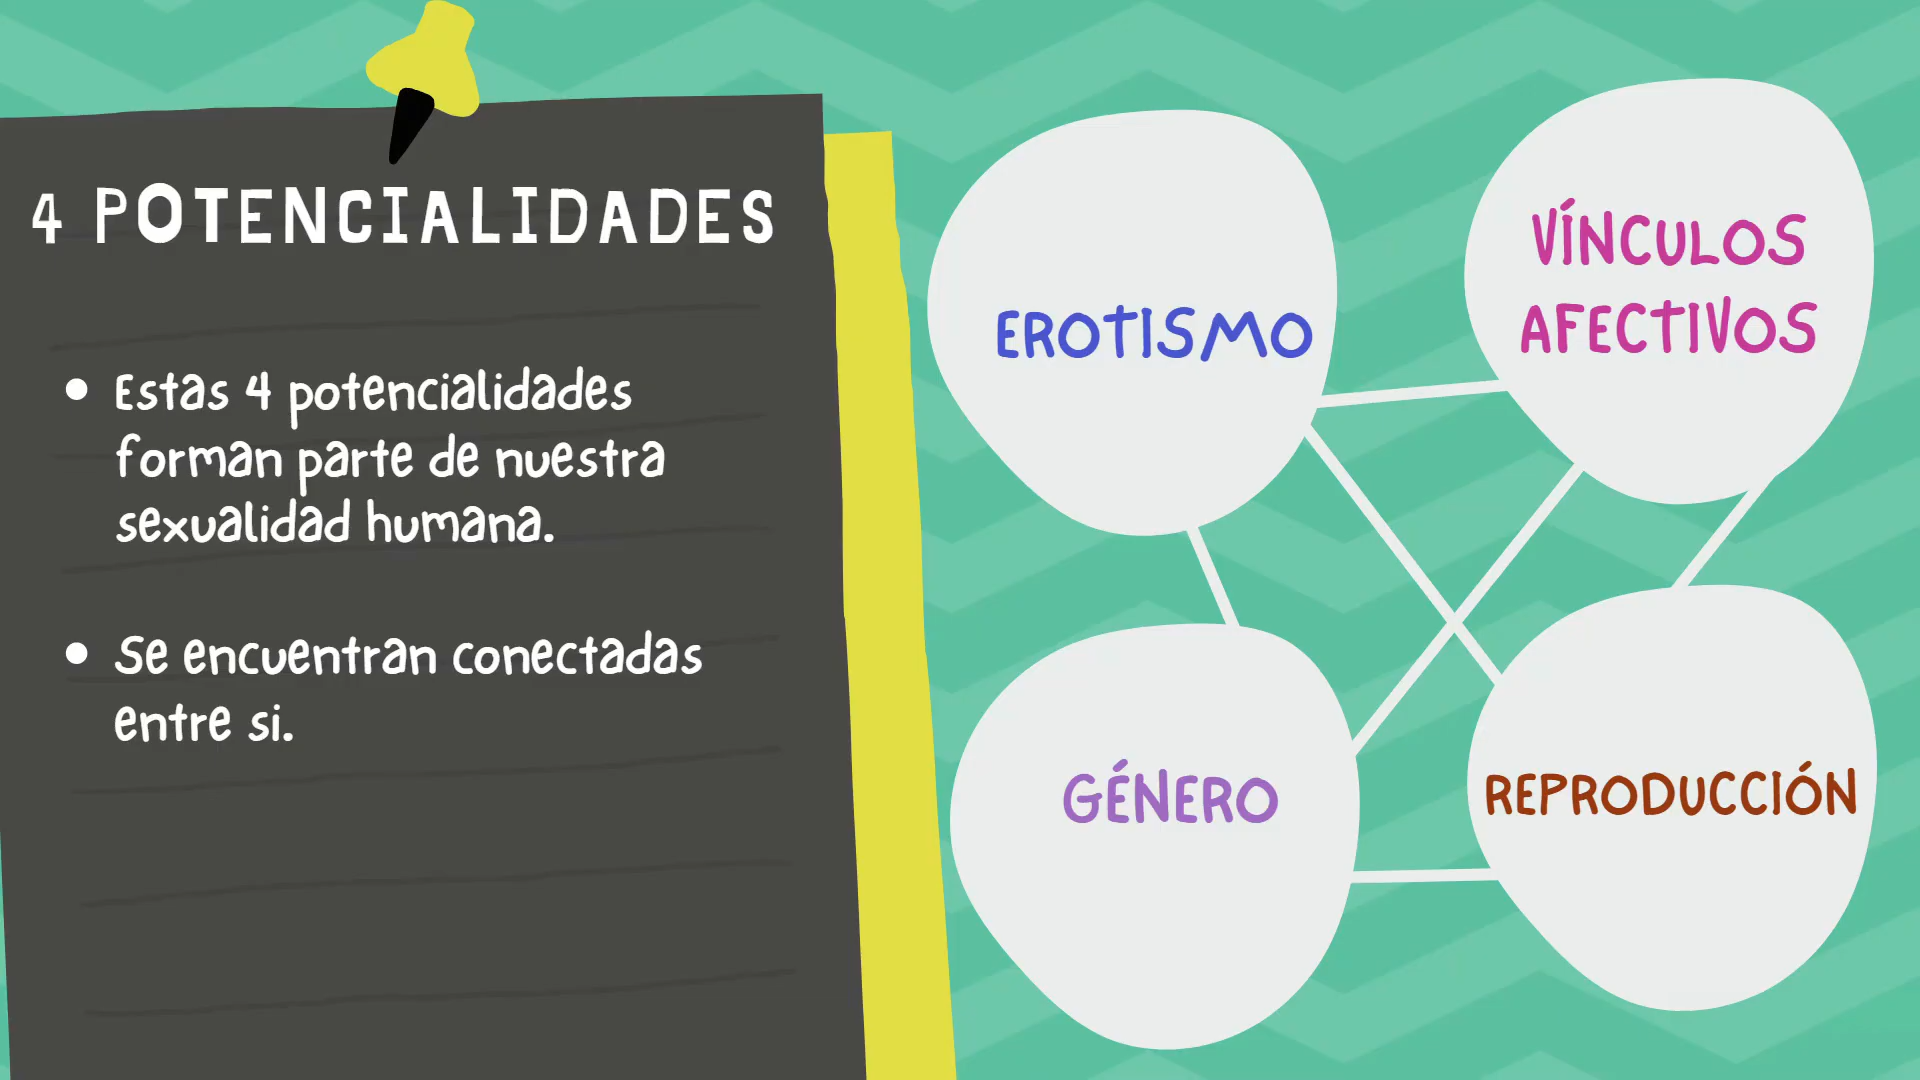 4 POTENCIALIDADES
• Estas 4 potencialidades
forman parte de nuestra
sexualidad humana.
• Se encuentran conectadas
entre si.
EROTISMO
VÍNCULOS
AFECTIVOS
GÉNERO
REPRODUCCIÓN